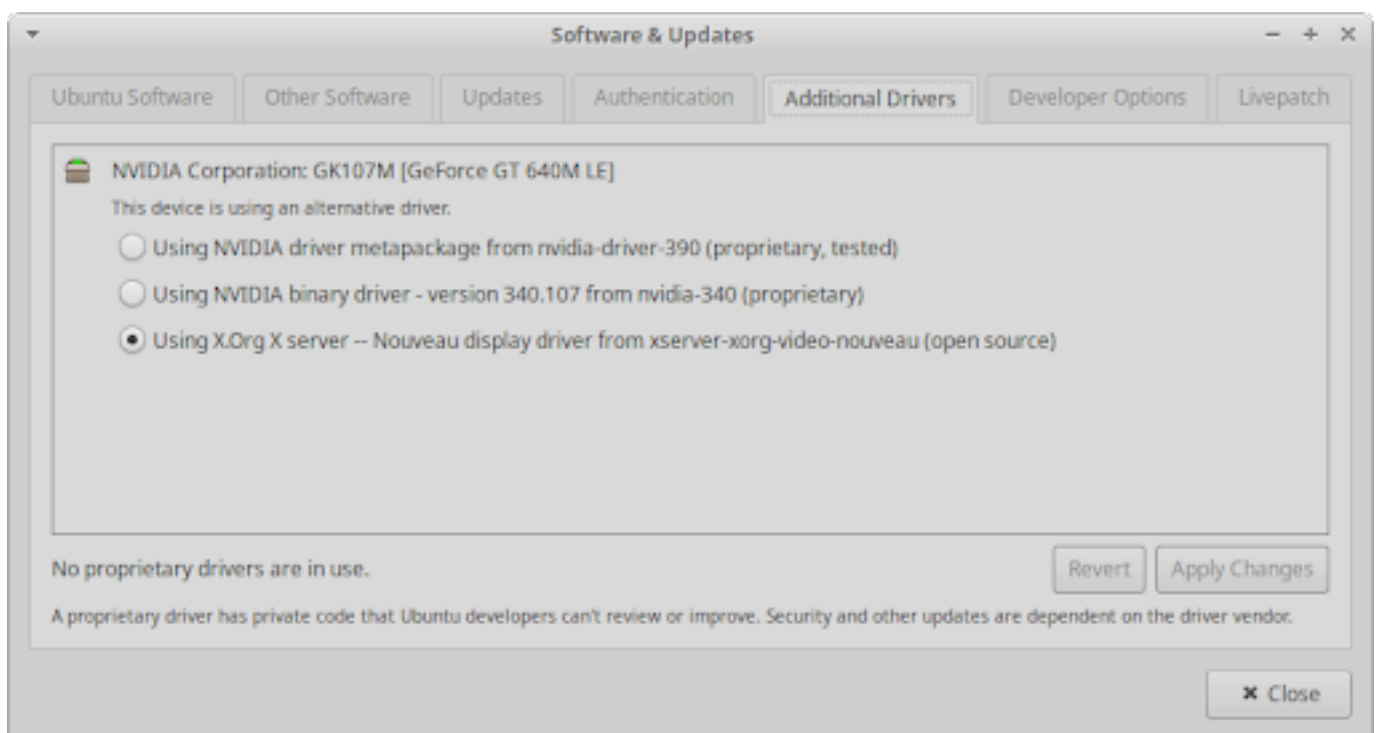 Software & Updates
Ubuntu Software Other Software Updates Authentication Additional Drivers Developer Options Livepatch
NVIDIA Corporation: GK107M [GeForce GT 640M LE]
This device is using an alternative driver.
Using NVIDIA driver metapackage from nvidia-driver-390 (proprietary, tested)
Using NVIDIA binary driver - version 340.107 from nvidia-340 (proprietary)
Using X.Org X server -- Nouveau display driver from xserver-xorg-video-nouveau (open source)
No proprietary drivers are in use.
Revert Apply Changes
A proprietary driver has private code that Ubuntu developers can't review or improve. Security and other updates are dependent on the driver vendor.
Close